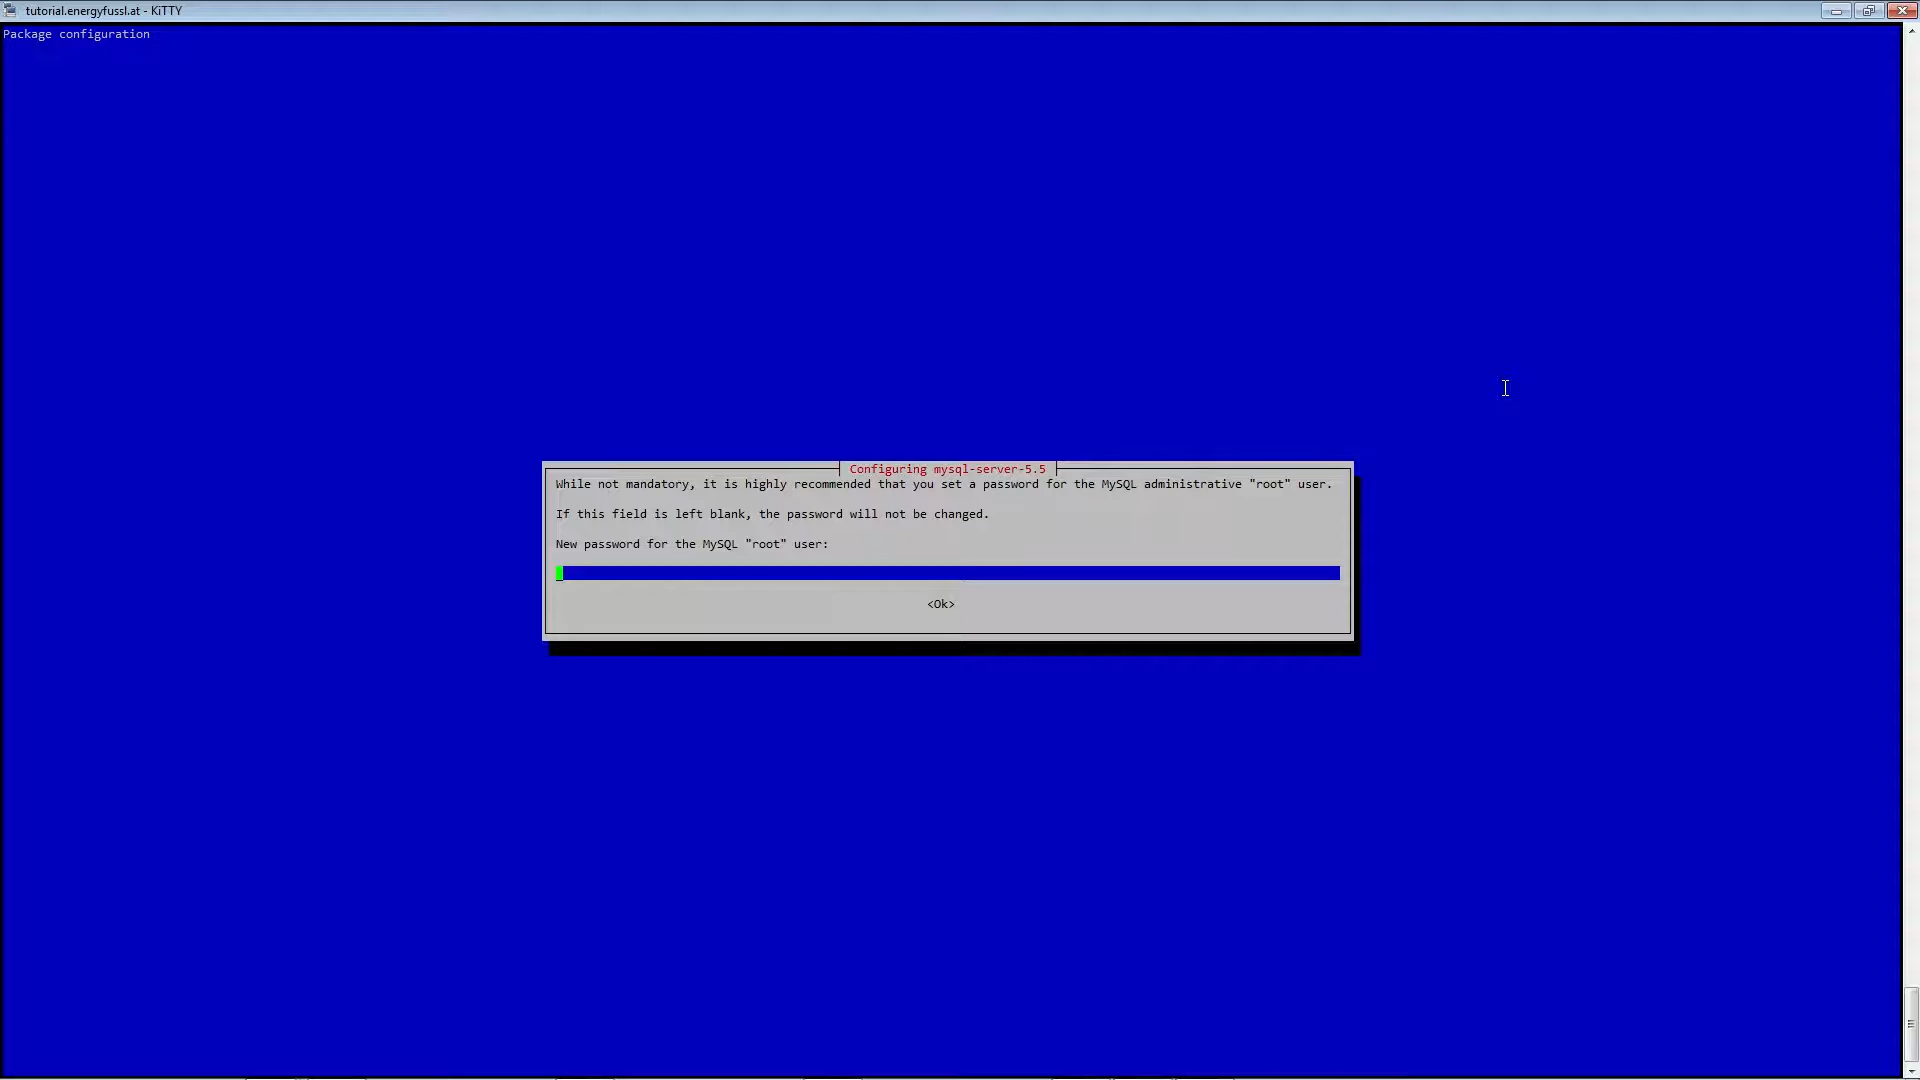 tutorial.energyfussl.at - KiTTY
Package configuration
Configuring mysql-server-5.5
While not mandatory, it is highly recommended that you set a password for the MySQL administrative "root" user.
If this field is left blank, the password will not be changed.
New password for the MySQL "root" user:
<Ok>